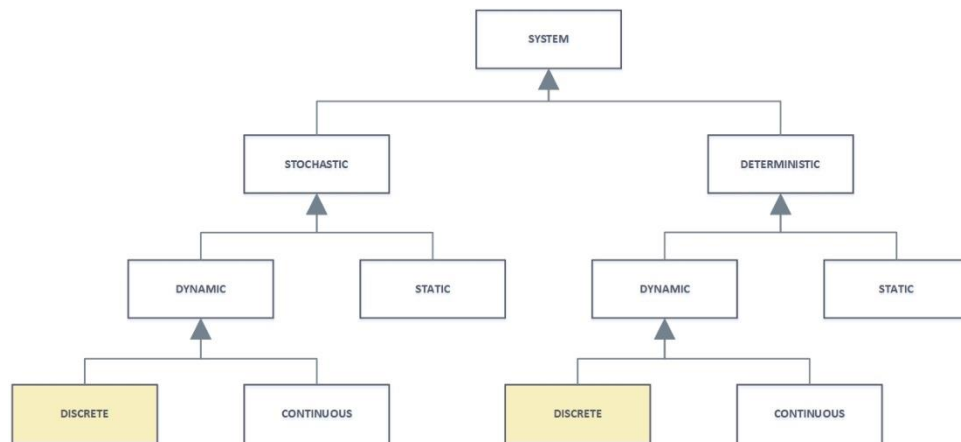 SYSTEM
STOCHASTIC
DETERMINISTIC
DYNAMIC
STATIC
DYNAMIC
STATIC
DISCRETE
CONTINUOUS
DISCRETE
CONTINUOUS